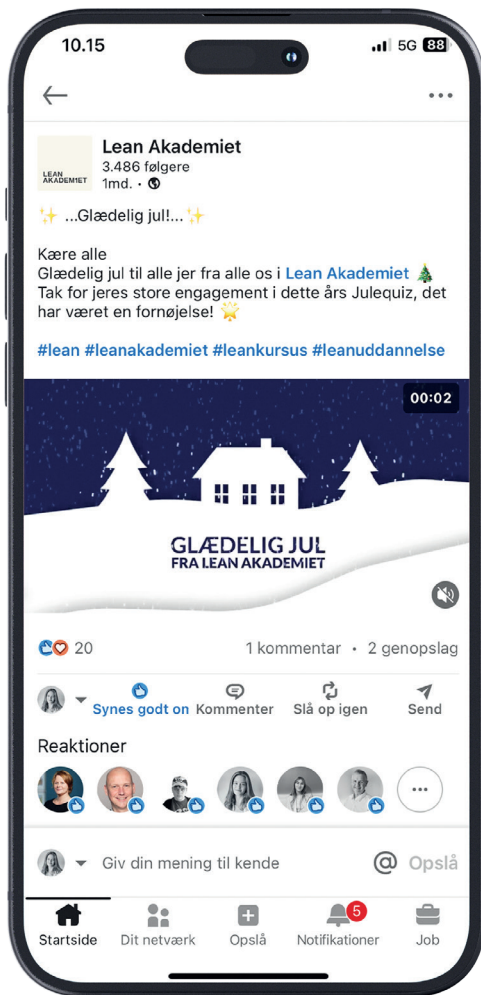 10.15
5G 88
LEAN
AKADEMIET
Lean Akademiet
3.486 følgere
1md. •
✨ ...Glædelig jul!...✨
Kære alle
Glædelig jul til alle jer fra alle os i Lean Akademiet 🎄
Tak for jeres store engagement i dette års Julequiz, det
har været en fornøjelse! 🌟
#lean #leanakademiet #leankursus #leanuddannelse
00:02
GLÆDELIG JUL
FRA LEAN AKADEMIET
20
1 kommentar • 2 genopslag
Synes godt om Kommenter Slå op igen Send
Reaktioner
Giv din mening til kende @ Opslå
5
Startside Dit netværk Opslå Notifikationer Job